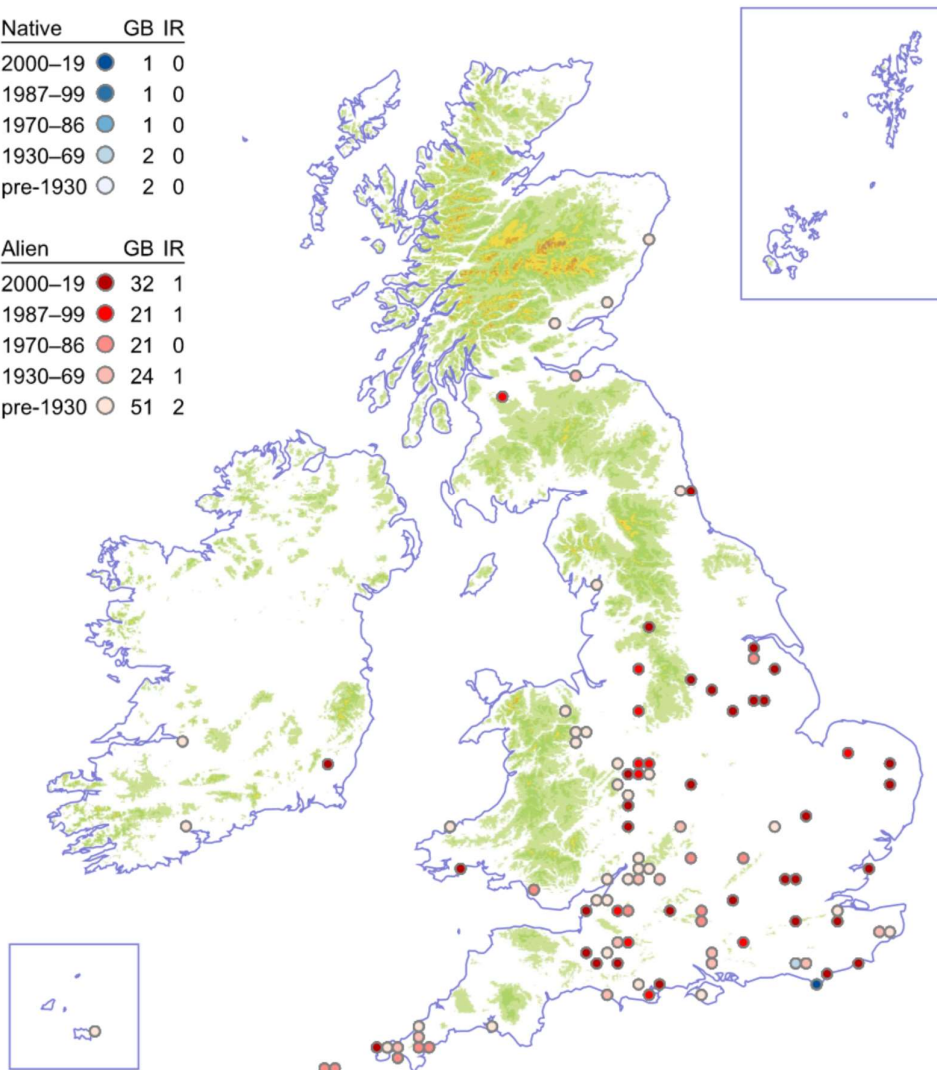 Native GB IR
2000–19 1 0
1987–99 1 0
1970–86 1 0
1930–69 2 0
pre-1930 2 0
Alien GB IR
2000–19 32 1
1987–99 21 1
1970–86 21 0
1930–69 24 1
pre-1930 51 2